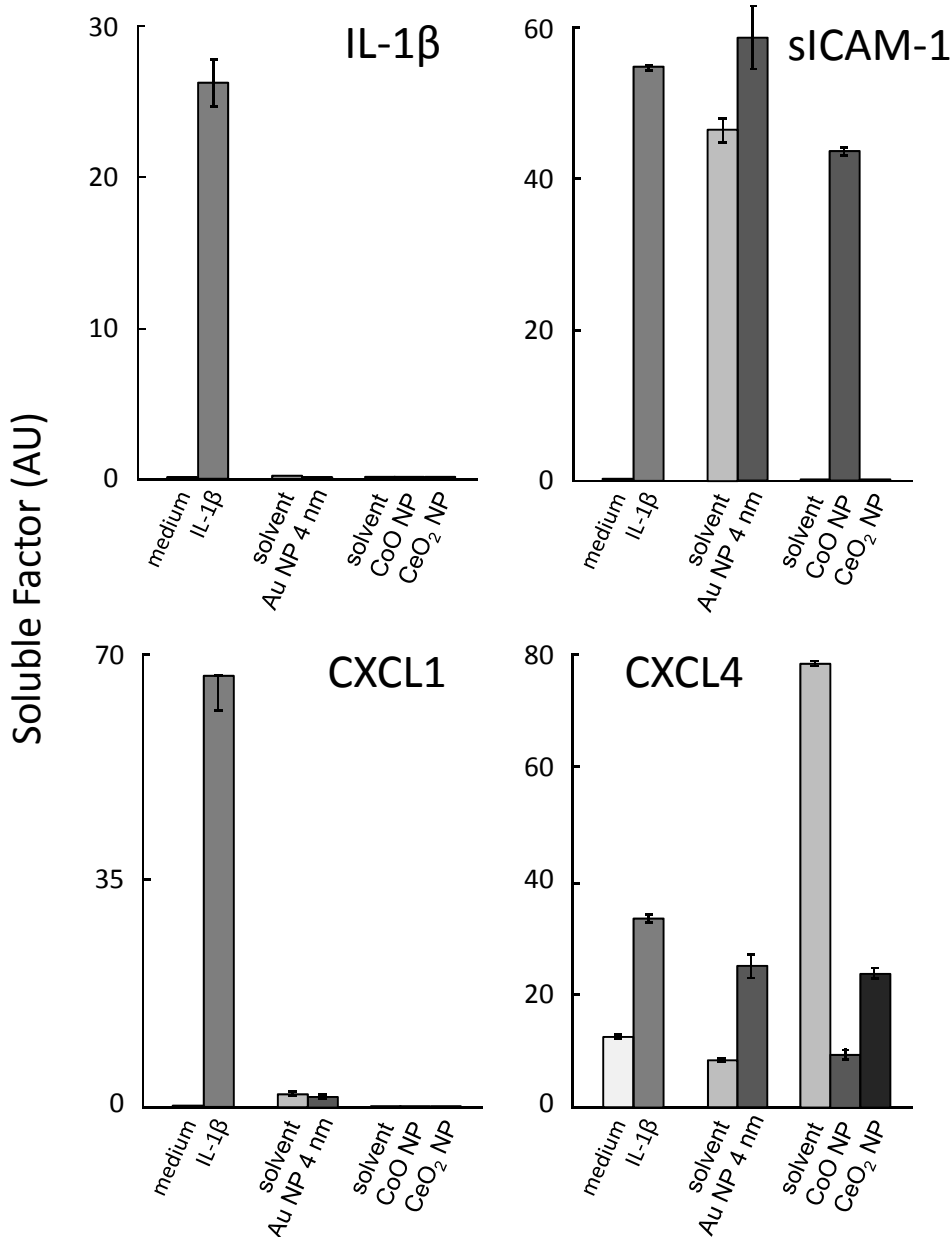 Soluble Factor (AU)
IL-1β
30
20
10
0
medium
IL-1β
solvent
Au NP 4 nm
solvent
CoO NP
CeO₂ NP
sICAM-1
60
40
20
0
medium
IL-1β
solvent
Au NP 4 nm
solvent
CoO NP
CeO₂ NP
CXCL1
70
35
0
medium
IL-1β
solvent
Au NP 4 nm
solvent
CoO NP
CeO₂ NP
CXCL4
80
60
40
20
0
medium
IL-1β
solvent
Au NP 4 nm
solvent
CoO NP
CeO₂ NP